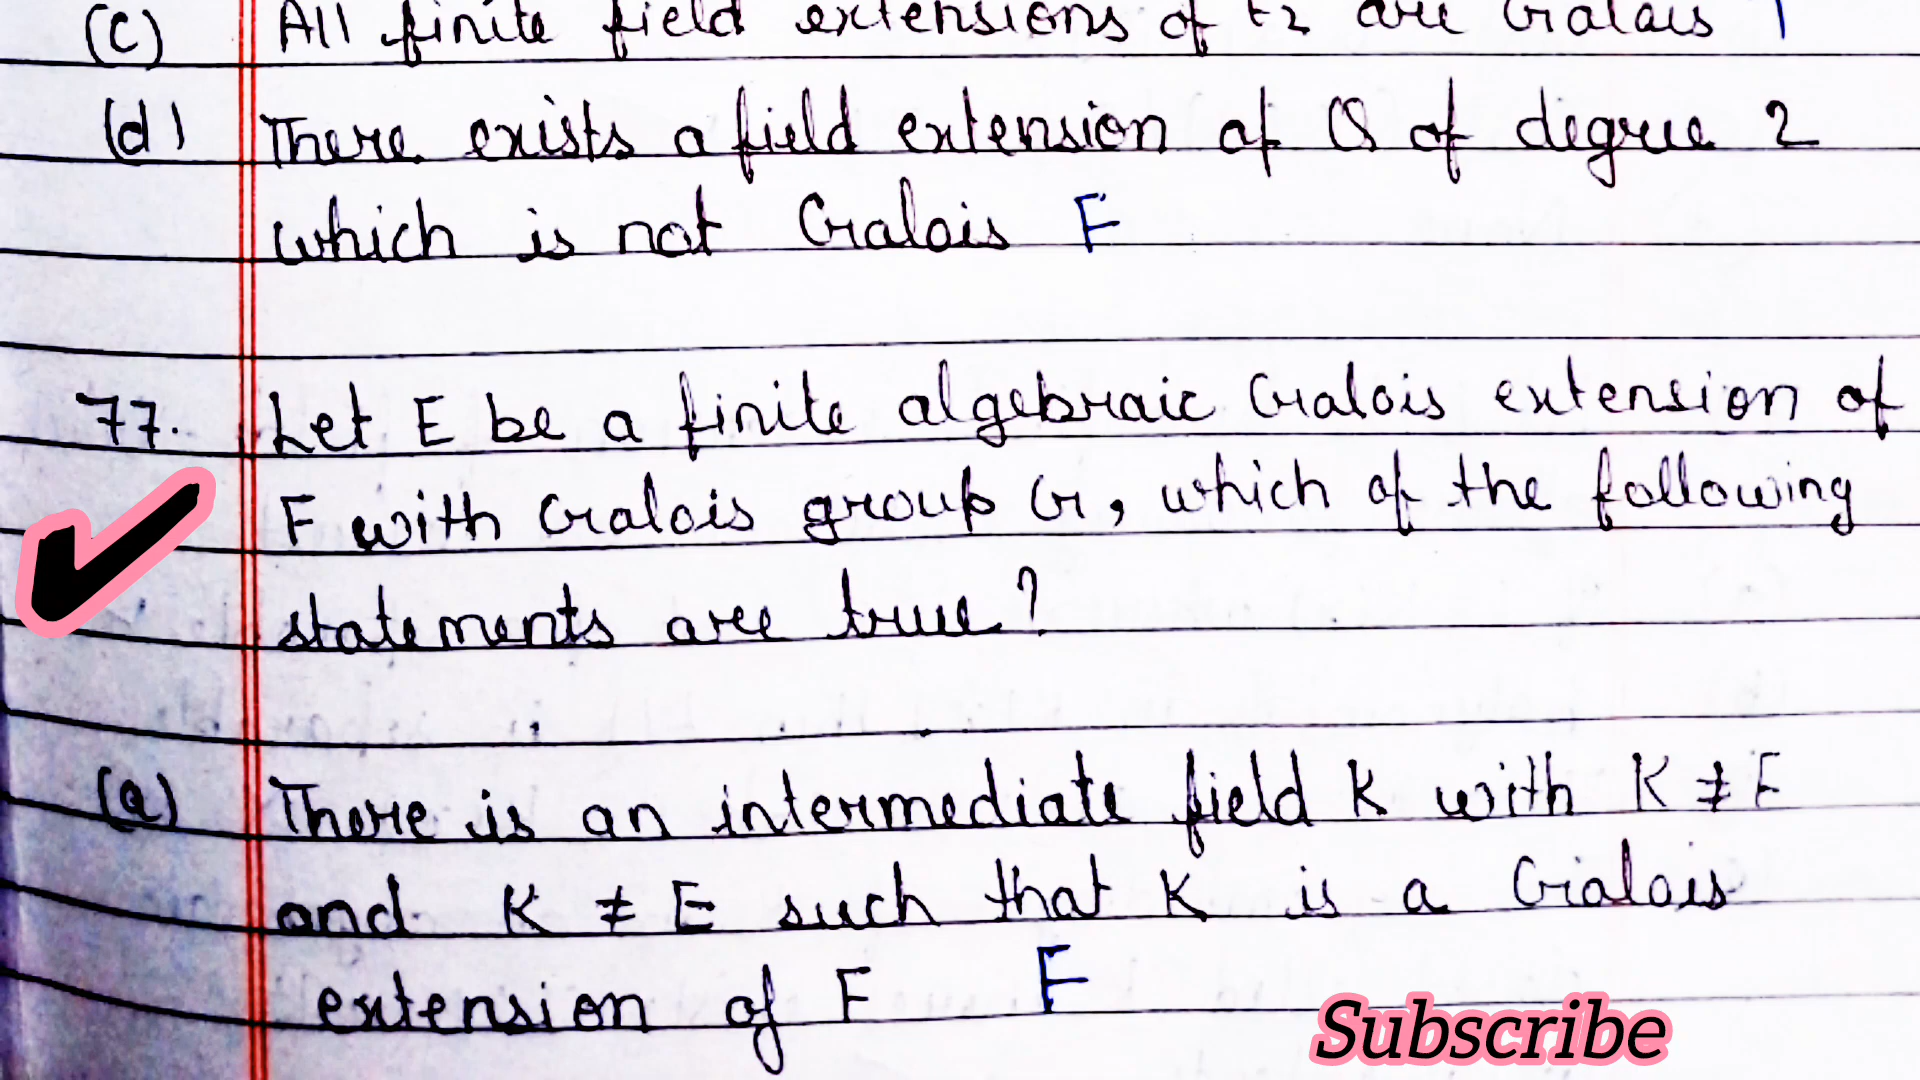 (c) All finite field extensions of F2 are Galois T
(d) There exists a field extension of Q of degree 2
which is not Galois F
77. Let E be a finite algebraic Galois extension of
F with Galois group G, which of the following
statements are true?
(a) There is an intermediate field K with K ≠ F
and K ≠ E such that K is a Galois
extension of F F
Subscribe